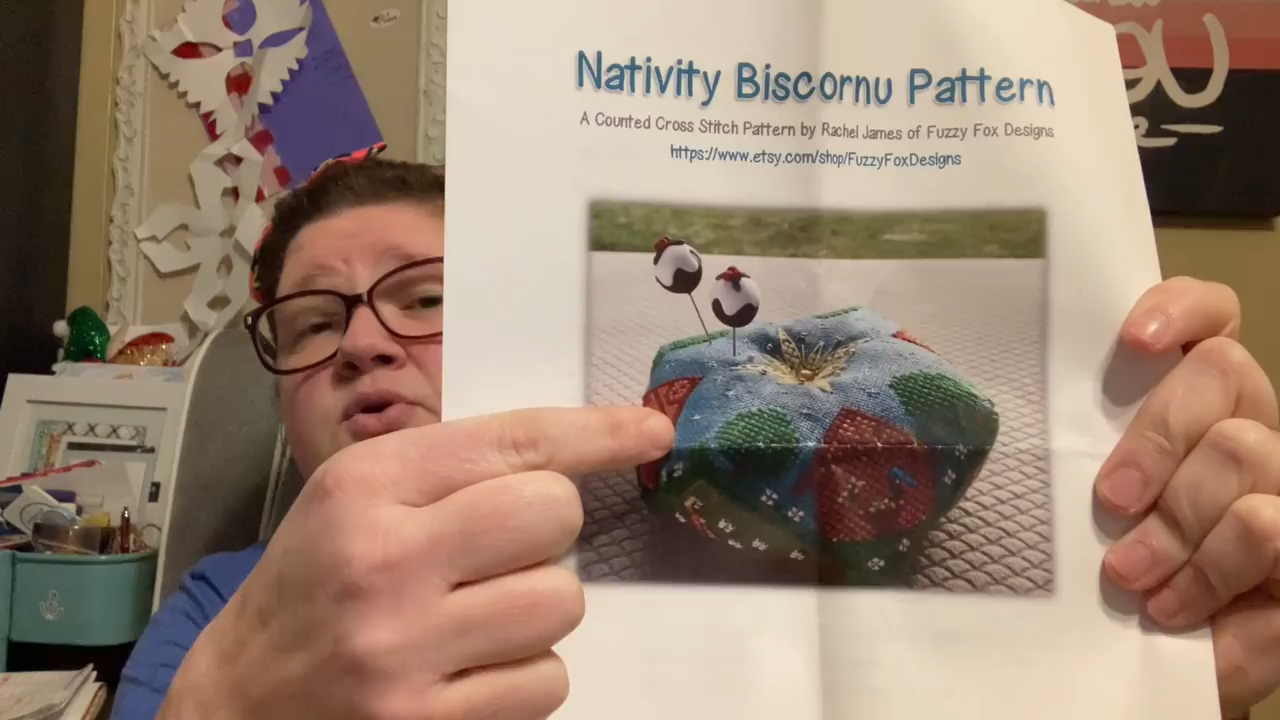 Nativity Biscornu Pattern
A Counted Cross Stitch Pattern by Rachel James of Fuzzy Fox Designs
https://www.etsy.com/shop/FuzzyFoxDesigns